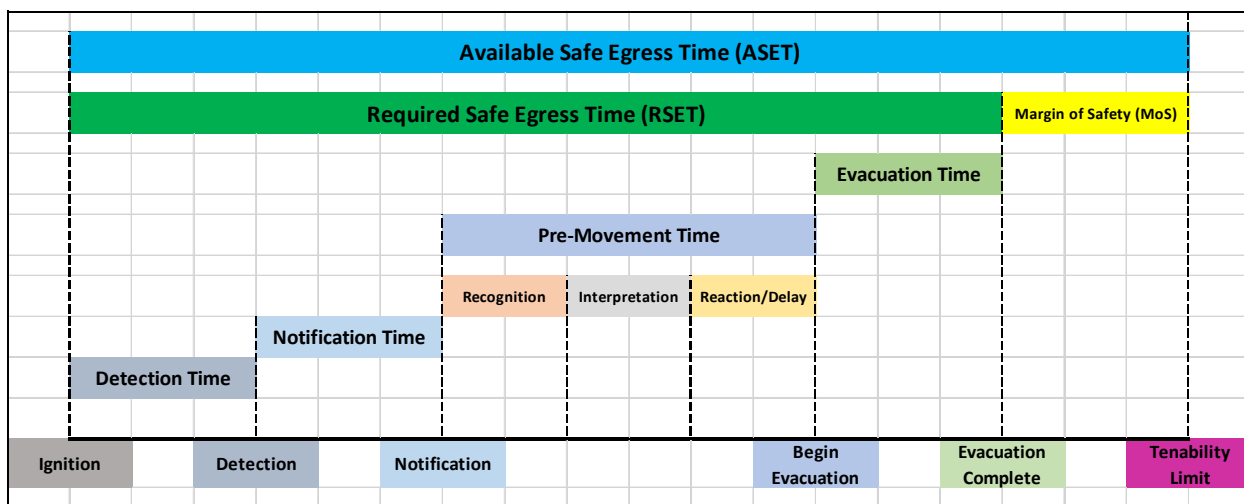 Available Safe Egress Time (ASET)
Required Safe Egress Time (RSET)
Margin of Safety (MoS)
Evacuation Time
Pre-Movement Time
Recognition
Interpretation
Reaction/Delay
Notification Time
Detection Time
Ignition
Detection
Notification
Begin
Evacuation
Evacuation
Complete
Tenability
Limit